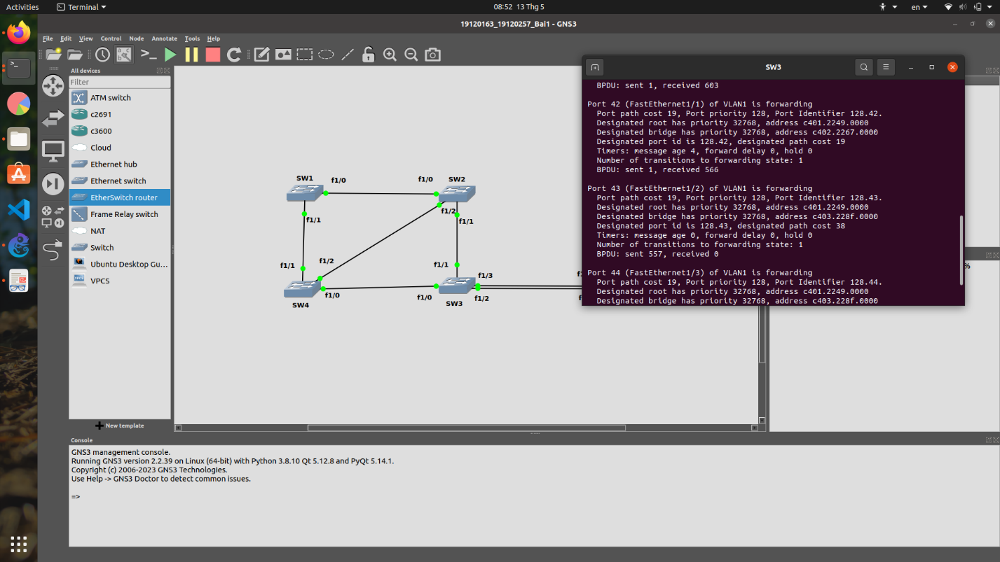 Activities
Terminal
08:52 13 Thg 5
en
19120163_19120257_Bai1 - GNS3
File Edit View Control Node Annotate Tools Help
All devices
Filter
ATM switch
c2691
c3600
Cloud
Ethernet hub
Ethernet switch
EtherSwitch router
Frame Relay switch
NAT
Switch
Ubuntu Desktop Gu...
VPCS
New template
SW1
f1/0
f1/0
SW2
f1/1
f1/2
f1/1
f1/1
f1/2
f1/0
SW4
f1/1
f1/3
f1/0
f1/2
SW3
SW3
BPDU: sent 1, received 603
Port 42 (FastEthernet1/1) of VLAN1 is forwarding
Port path cost 19, Port priority 128, Port Identifier 128.42.
Designated root has priority 32768, address c401.2249.0000
Designated bridge has priority 32768, address c402.2267.0000
Designated port id is 128.42, designated path cost 19
Timers: message age 4, forward delay 0, hold 0
Number of transitions to forwarding state: 1
BPDU: sent 1, received 566
Port 43 (FastEthernet1/2) of VLAN1 is forwarding
Port path cost 19, Port priority 128, Port Identifier 128.43.
Designated root has priority 32768, address c401.2249.0000
Designated bridge has priority 32768, address c403.228f.0000
Designated port id is 128.43, designated path cost 38
Timers: message age 0, forward delay 0, hold 0
Number of transitions to forwarding state: 1
BPDU: sent 557, received 0
Port 44 (FastEthernet1/3) of VLAN1 is forwarding
Port path cost 19, Port priority 128, Port Identifier 128.44.
Designated root has priority 32768, address c401.2249.0000
Designated bridge has priority 32768, address c403.228f.0000
%
Console
GNS3 management console.
Running GNS3 version 2.2.39 on Linux (64-bit) with Python 3.8.10 Qt 5.12.8 and PyQt 5.14.1.
Copyright (c) 2006-2023 GNS3 Technologies.
Use Help -> GNS3 Doctor to detect common issues.
=>